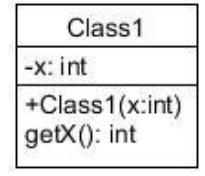 Class1
-x: int
+Class1(x:int)
getX(): int